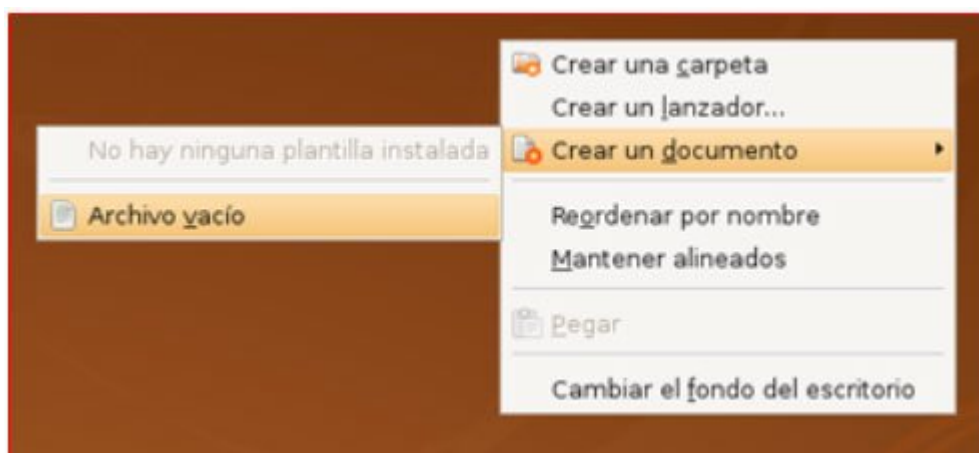 Crear una carpeta
Crear un lanzador...
No hay ninguna plantilla instalada
Crear un documento
Archivo vacío
Reordenar por nombre
Mantener alineados
Pegar
Cambiar el fondo del escritorio